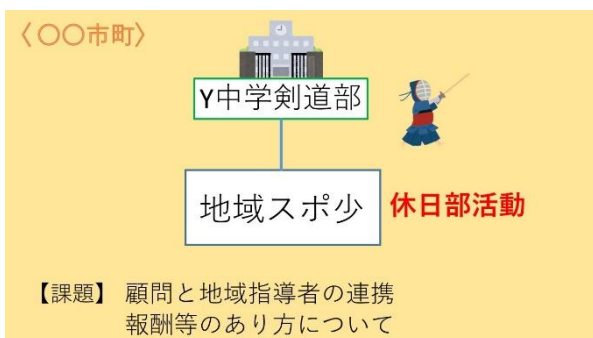 〈〇〇市町〉
Y中学剣道部
地域スポ少
休日部活動
【課題】 顧問と地域指導者の連携
報酬等のあり方について